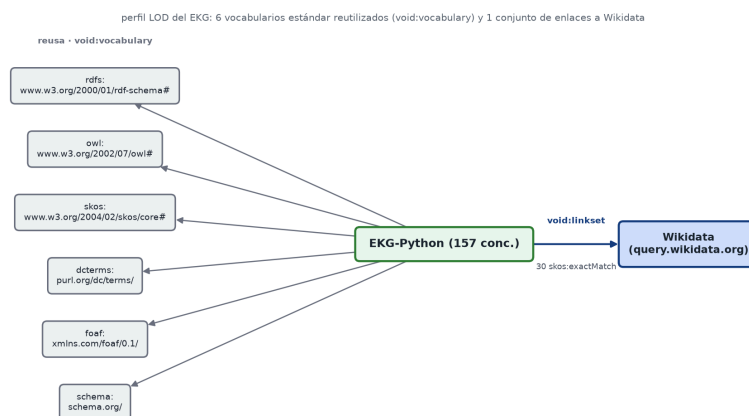 perfil LOD del EKG: 6 vocabularios estándar reutilizados (void:vocabulary) y 1 conjunto de enlaces a Wikidata
reusa · void:vocabulary
rdfs:
www.w3.org/2000/01/rdf-schema#
owl:
www.w3.org/2002/07/owl#
skos:
www.w3.org/2004/02/skos/core#
dcterms:
purl.org/dc/terms/
foaf:
xmlns.com/foaf/0.1/
schema:
schema.org/
EKG-Python (157 conc.)
void:linkset
30 skos:exactMatch
Wikidata
(query.wikidata.org)